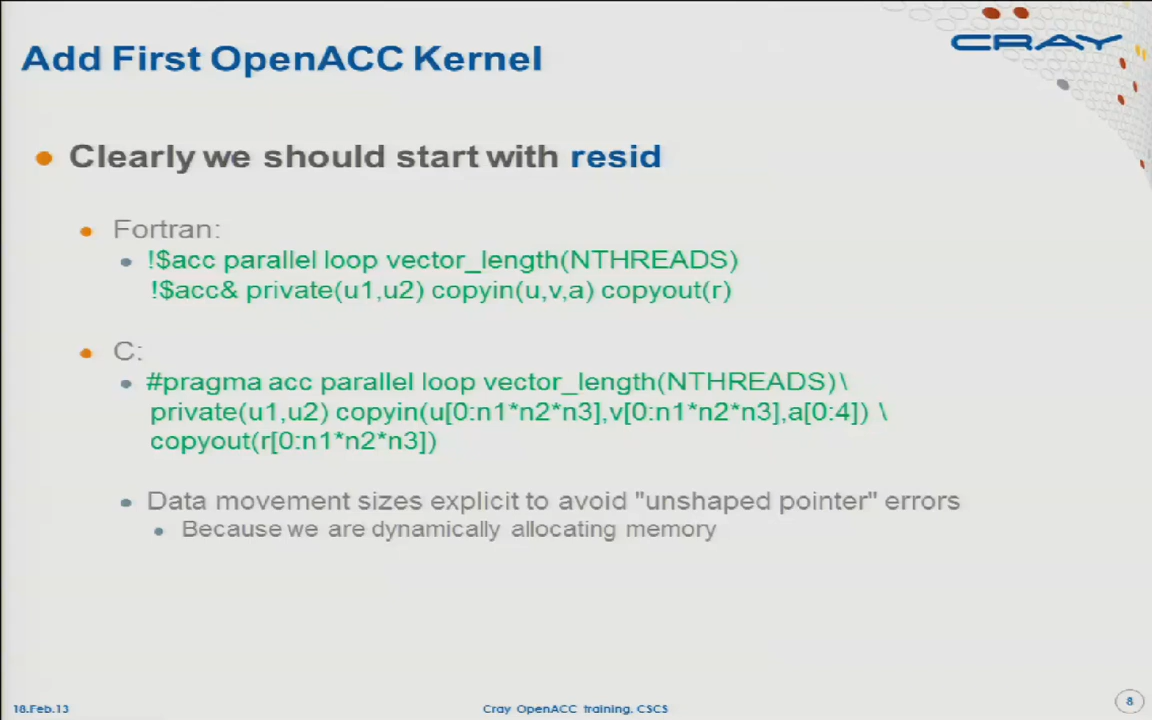 Add First OpenACC Kernel
CRAY
Clearly we should start with resid
Fortran:
!$acc parallel loop vector_length(NTHREADS)
!$acc& private(u1,u2) copyin(u,v,a) copyout(r)
C:
#pragma acc parallel loop vector_length(NTHREADS)\
private(u1,u2) copyin(u[0:n1*n2*n3],v[0:n1*n2*n3],a[0:4]) \
copyout(r[0:n1*n2*n3])
Data movement sizes explicit to avoid "unshaped pointer" errors
Because we are dynamically allocating memory
18.Feb.13
Cray OpenACC training, CSCS
8